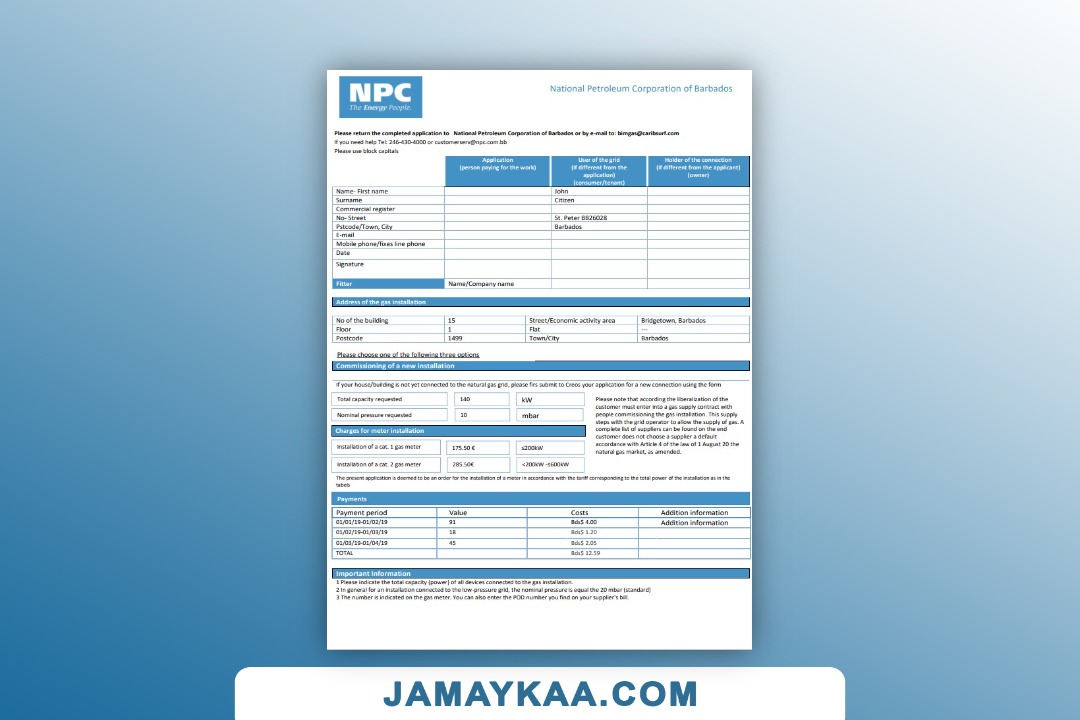 NPC
The Energy People.
National Petroleum Corporation of Barbados
Please return the completed application to National Petroleum Corporation of Barbados or by e-mail to: bimgas@caribsurf.com
If you need help Tel: 246-430-4000 or customerserv@npc.com.bb
Please use block capitals
Application
(person paying for the work)
User of the grid
(if different from the
application)
(consumer/tenant)
Holder of the connection
(if different from the applicant)
(owner)
Name- First name John
Surname Citizen
Commercial register
No- Street St. Peter BB26028
Pstcode/Town, City Barbados
E-mail
Mobile phone/fixes line phone
Date
Signature
Fitter Name/Company name
Address of the gas installation
No of the building 15 Street/Economic activity area Bridgetown, Barbados
Floor 1 Flat ---
Postcode 1499 Town/City Barbados
Please choose one of the following three options
Commissioning of a new installation
If your house/building is not yet connected to the natural gas grid, please firs submit to Creos your application for a new connection using the form
Total capacity requested 140 kW
Nominal pressure requested 10 mbar
Please note that according the liberalization of the
customer must enter into a gas supply contract with
people commissioning the gas installation. This supply
steps with the grid operator to allow the supply of gas. A
complete list of suppliers can be found on the end
customer does not choose a supplier a default
accordance with Article 4 of the law of 1 August 20 the
natural gas market, as amended.
Charges for meter installation
Installation of a cat. 1 gas meter 175.50 € ≤200kW
Installation of a cat. 2 gas meter 285.50€ <200kW -≤600kW
The present application is deemed to be an order for the installation of a meter in accordance with the tariff corresponding to the total power of the installation as in the
tabels
Payments
Payment period Value Costs Addition information
01/01/19-01/02/19 91 Bds$ 4.00 Addition information
01/02/19-01/03/19 18 Bds$ 1.20
01/03/19-01/04/19 45 Bds$ 2.05
TOTAL Bds$ 12.59
Important Information
1 Please indicate the total capacity (power) of all devices connected to the gas installation.
2 In general for an installation connected to the low-pressure grid, the nominal pressure is equal the 20 mbar (standard)
3 The number is indicated on the gas meter. You can also enter the POD number you find on your supplier's bill.
JAMAYKAA.COM